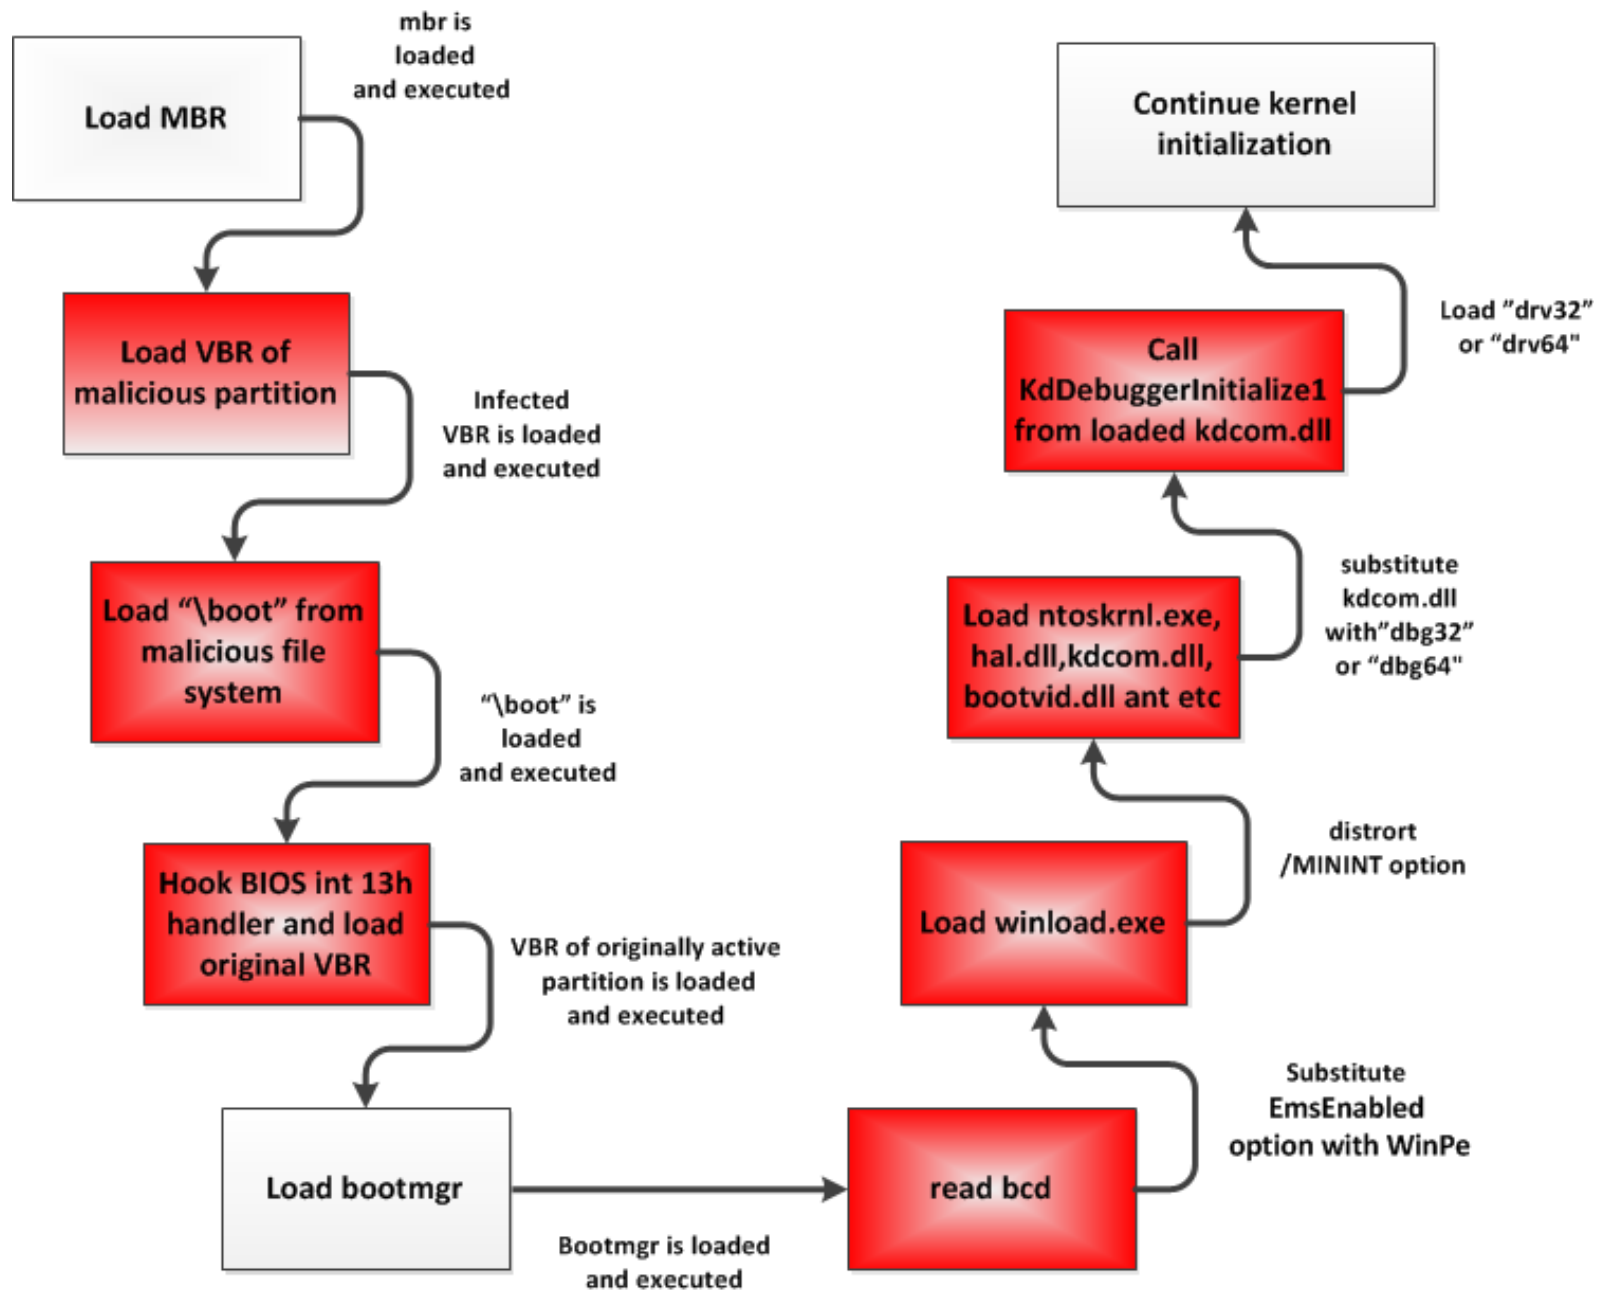 Load MBR
mbr is
loaded
and executed
Load VBR of
malicious partition
Infected
VBR is loaded
and executed
Load “\boot” from
malicious file
system
“\boot” is
loaded
and executed
Hook BIOS int 13h
handler and load
original VBR
VBR of originally active
partition is loaded
and executed
Load bootmgr
Bootmgr is loaded
and executed
read bcd
Substitute
EmsEnabled
option with WinPe
Load winload.exe
distrort
/MININT option
Load ntoskrnl.exe,
hal.dll,kdcom.dll,
bootvid.dll ant etc
substitute
kdcom.dll
with”dbg32”
or “dbg64"
Call
KdDebuggerInitialize1
from loaded kdcom.dll
Load ”drv32”
or “drv64"
Continue kernel
initialization